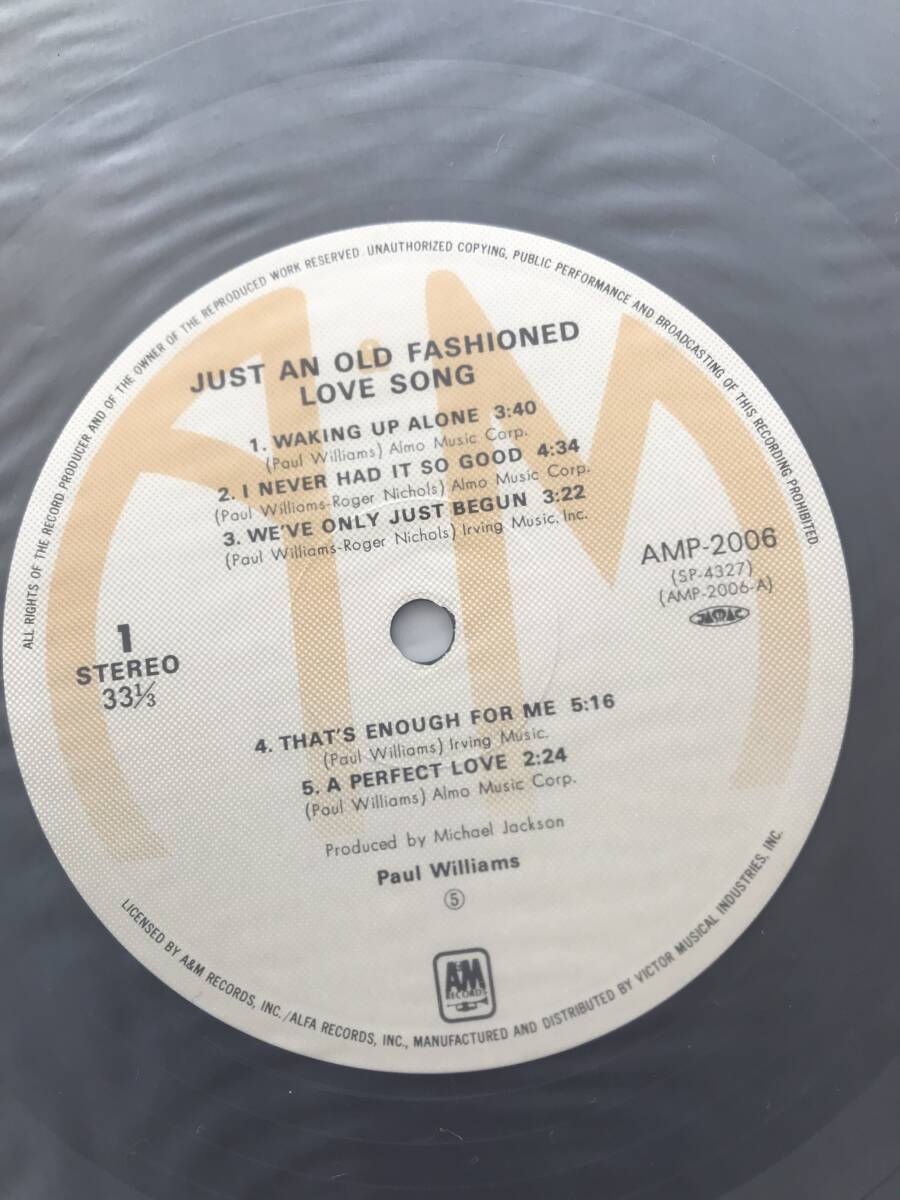 ALL RIGHTS OF THE RECORD PRODUCER AND OF THE OWNER OF THE REPRODUCED WORK RESERVED UNAUTHORIZED COPYING, PUBLIC PERFORMANCE AND BROADCASTING OF THIS RECORDING PROHIBITED.
JUST AN OLD FASHIONED
LOVE SONG
1. WAKING UP ALONE 3:40
(Paul Williams) Almo Music Corp.
2. I NEVER HAD IT SO GOOD 4:34
(Paul Williams-Roger Nichols) Almo Music Corp.
3. WE'VE ONLY JUST BEGUN 3:22
(Paul Williams-Roger Nichols) Irving Music, Inc.
AMP-2006
(SP-4327)
(AMP-2006-A)
JASRAC
1
STEREO
33⅓
4. THAT'S ENOUGH FOR ME 5:16
(Paul Williams) Irving Music.
5. A PERFECT LOVE 2:24
(Paul Williams) Almo Music Corp.
Produced by Michael Jackson
Paul Williams
⑤
A&M
RECORDS
LICENSED BY A&M RECORDS, INC./ALFA RECORDS, INC., MANUFACTURED AND DISTRIBUTED BY VICTOR MUSICAL INDUSTRIES, INC.